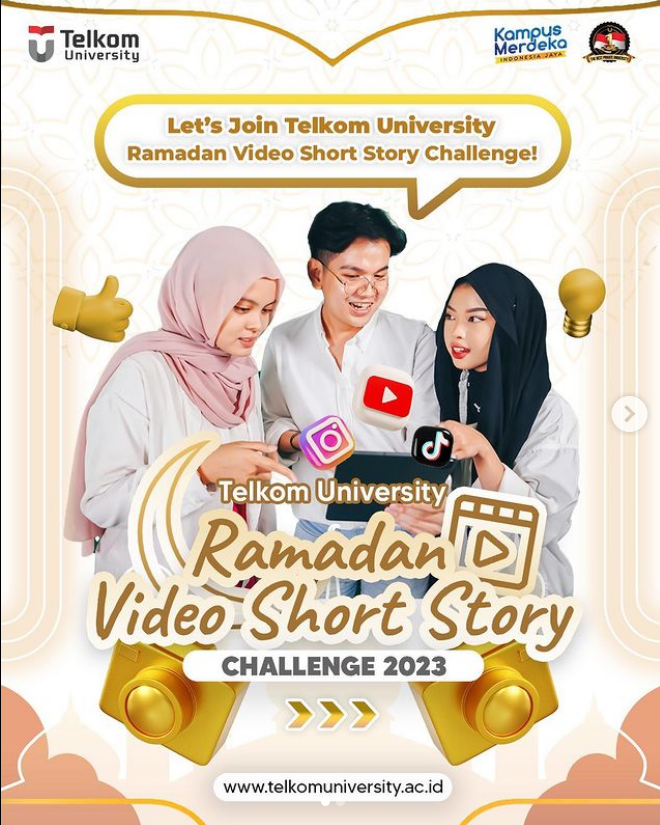 Telkom
University
Kampus
Merdeka
INDONESIA JAYA
Let's Join Telkom University
Ramadan Video Short Story Challenge!
Telkom University
Ramadan
Video Short Story
CHALLENGE 2023
www.telkomuniversity.ac.id